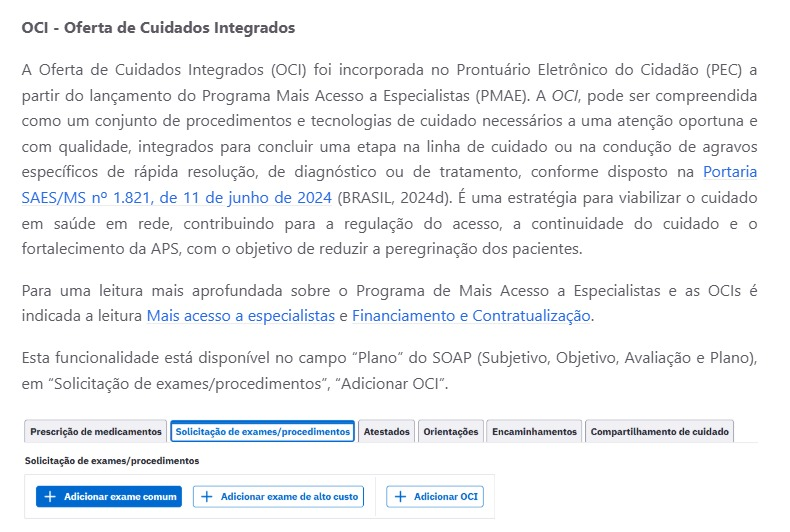 OCI - Oferta de Cuidados Integrados
A Oferta de Cuidados Integrados (OCI) foi incorporada no Prontuário Eletrônico do Cidadão (PEC) a
partir do lançamento do Programa Mais Acesso a Especialistas (PMAE). A OCI, pode ser compreendida
como um conjunto de procedimentos e tecnologias de cuidado necessários a uma atenção oportuna e
com qualidade, integrados para concluir uma etapa na linha de cuidado ou na condução de agravos
específicos de rápida resolução, de diagnóstico ou de tratamento, conforme disposto na Portaria
SAES/MS nº 1.821, de 11 de junho de 2024 (BRASIL, 2024d). É uma estratégia para viabilizar o cuidado
em saúde em rede, contribuindo para a regulação do acesso, a continuidade do cuidado e o
fortalecimento da APS, com o objetivo de reduzir a peregrinação dos pacientes.
Para uma leitura mais aprofundada sobre o Programa de Mais Acesso a Especialistas e as OCIs é
indicada a leitura Mais acesso a especialistas e Financiamento e Contratualização.
Esta funcionalidade está disponível no campo “Plano” do SOAP (Subjetivo, Objetivo, Avaliação e Plano),
em “Solicitação de exames/procedimentos”, “Adicionar OCI”.
Prescrição de medicamentos Solicitação de exames/procedimentos Atestados Orientações Encaminhamentos Compartilhamento de cuidado
Solicitação de exames/procedimentos
+ Adicionar exame comum + Adicionar exame de alto custo + Adicionar OCI